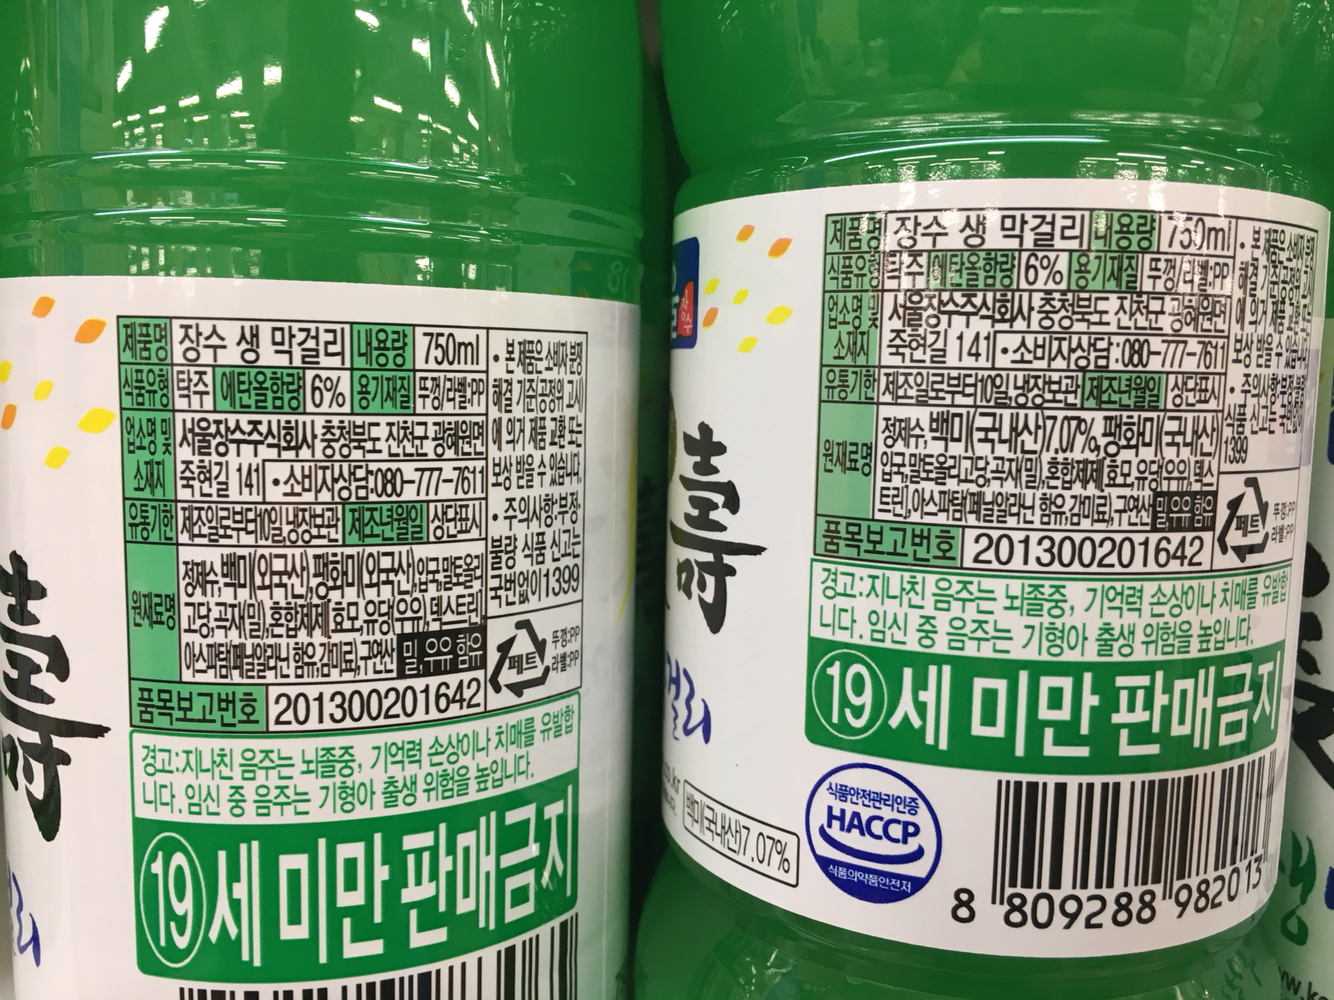 제품명 장수 생 막걸리 내용량 750ml
식품유형 탁주 에탄올함량 6% 용기재질 뚜껑/라벨:PP
업소명 및 소재지 서울장수주식회사 충청북도 진천군 광혜원면
죽현길 141 • 소비자상담:080-777-7611
유통기한 제조일로부터10일,냉장보관 제조년월일 상단표시
원재료명 정제수,백미(외국산),팽화미(외국산),입국,말토올리
고당,곡자(밀),혼합제제[효모,유당(우유),덱스트린],
아스파탐(페닐알라닌 함유,감미료),구연산 밀,우유 함유
품목보고번호 201300201642
• 본 제품은 소비자 분쟁
해결 기준(공정위 고시)
에 의거 제품 교환 또는
보상 받을 수 있습니다.
• 주의사항:부정·
불량 식품 신고는
국번없이1399
페트 뚜껑:PP
라벨:PP
경고:지나친 음주는 뇌졸중, 기억력 손상이나 치매를 유발합
니다. 임신 중 음주는 기형아 출생 위험을 높입니다.
19세 미만 판매금지
壽
제품명 장수 생 막걸리 내용량 750ml
식품유형 탁주 에탄올함량 6% 용기재질 뚜껑/라벨:PP
업소명 및 소재지 서울장수주식회사 충청북도 진천군 광혜원면
죽현길 141 • 소비자상담:080-777-7611
유통기한 제조일로부터10일,냉장보관 제조년월일 상단표시
원재료명 정제수,백미(국내산)7.07%,팽화미(국내산)
입국,말토올리고당,곡자(밀),혼합제제[효모,유당(우유),덱스
트린],아스파탐(페닐알라닌 함유,감미료),구연산 밀,우유 함유
품목보고번호 201300201642
• 본 제품은 소비자 분쟁
1399
페트 뚜껑:PP
라벨:PP
경고:지나친 음주는 뇌졸중, 기억력 손상이나 치매를 유발합
니다. 임신 중 음주는 기형아 출생 위험을 높입니다.
19세 미만 판매금지
壽
백미(국내산)7.07%
식품안전관리인증
HACCP
식품의약품안전처
8 809288 982013